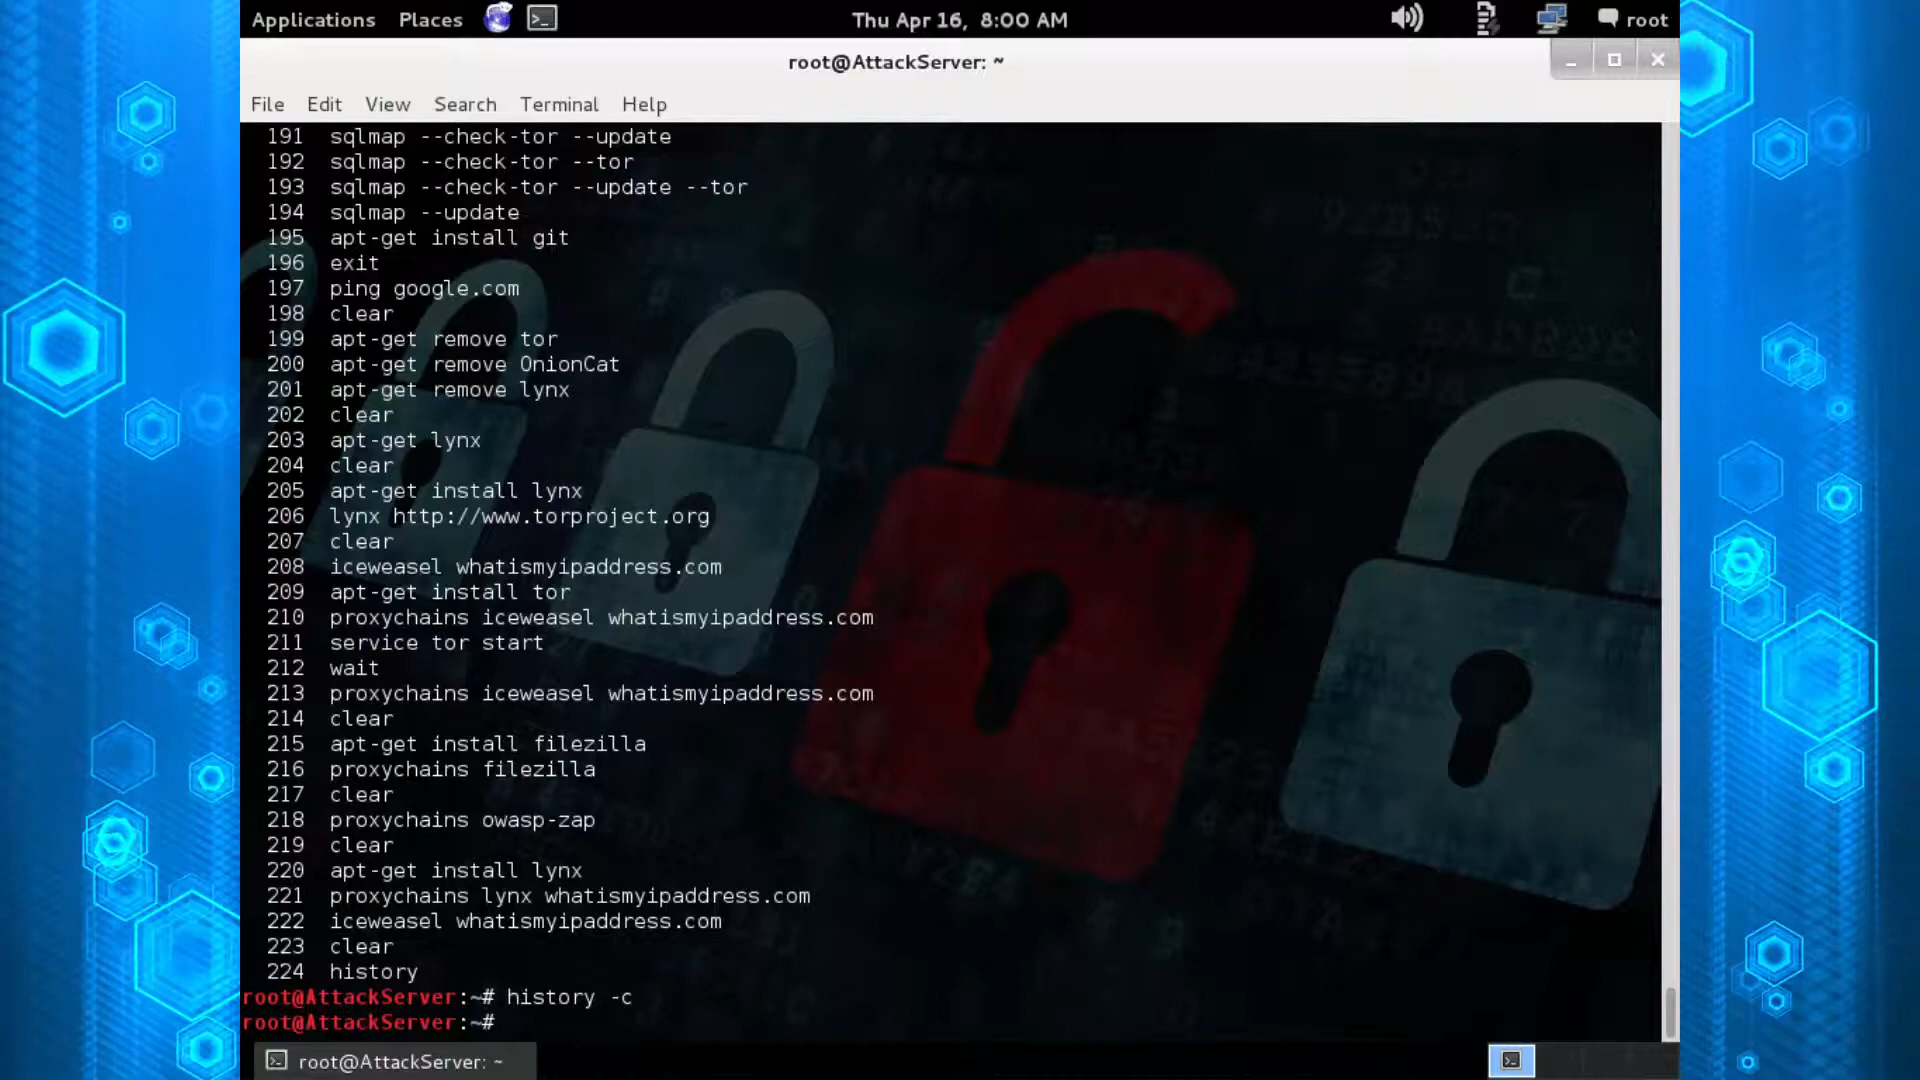 Applications Places Thu Apr 16, 8:00 AM root
root@AttackServer: ~
File Edit View Search Terminal Help
191 sqlmap --check-tor --update
192 sqlmap --check-tor --tor
193 sqlmap --check-tor --update --tor
194 sqlmap --update
195 apt-get install git
196 exit
197 ping google.com
198 clear
199 apt-get remove tor
200 apt-get remove OnionCat
201 apt-get remove lynx
202 clear
203 apt-get lynx
204 clear
205 apt-get install lynx
206 lynx http://www.torproject.org
207 clear
208 iceweasel whatismyipaddress.com
209 apt-get install tor
210 proxychains iceweasel whatismyipaddress.com
211 service tor start
212 wait
213 proxychains iceweasel whatismyipaddress.com
214 clear
215 apt-get install filezilla
216 proxychains filezilla
217 clear
218 proxychains owasp-zap
219 clear
220 apt-get install lynx
221 proxychains lynx whatismyipaddress.com
222 iceweasel whatismyipaddress.com
223 clear
224 history
root@AttackServer:~# history -c
root@AttackServer:~#
root@AttackServer: ~